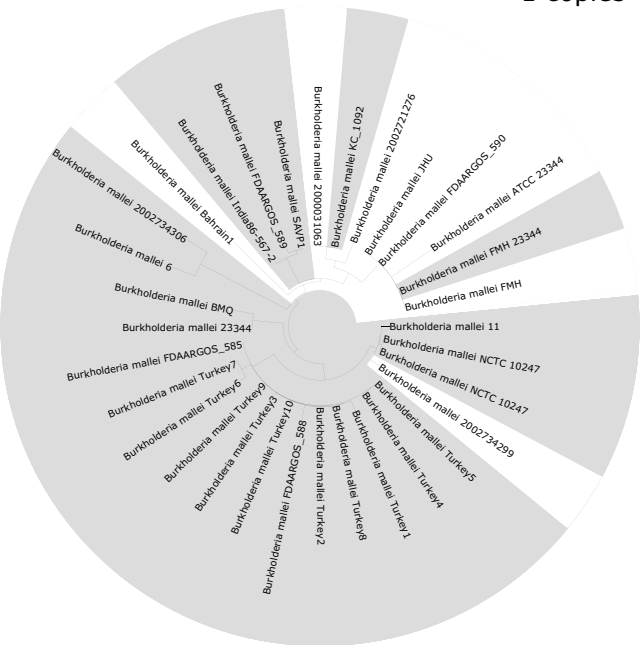 copies
Burkholderia mallei 2000031063
Burkholderia mallei KC_1092
Burkholderia mallei 2002721276
Burkholderia mallei JHU
Burkholderia mallei FDAARGOS_590
Burkholderia mallei ATCC 23344
Burkholderia mallei FMH 23344
Burkholderia mallei FMH
Burkholderia mallei 11
Burkholderia mallei NCTC 10247
Burkholderia mallei NCTC 10247
Burkholderia mallei 2002734299
Burkholderia mallei Turkey5
Burkholderia mallei Turkey4
Burkholderia mallei Turkey1
Burkholderia mallei Turkey8
Burkholderia mallei Turkey2
Burkholderia mallei FDAARGOS_588
Burkholderia mallei Turkey10
Burkholderia mallei Turkey3
Burkholderia mallei Turkey9
Burkholderia mallei Turkey6
Burkholderia mallei Turkey7
Burkholderia mallei FDAARGOS_585
Burkholderia mallei 23344
Burkholderia mallei BMQ
Burkholderia mallei 6
Burkholderia mallei 2002734306
Burkholderia mallei Bahrain1
Burkholderia mallei India86-567-2
Burkholderia mallei FDAARGOS_589
Burkholderia mallei SAVP1